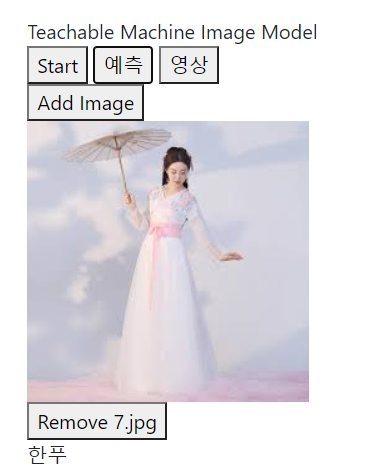 Teachable Machine Image Model
Start 예측 영상
Add Image
Remove 7.jpg
한푸